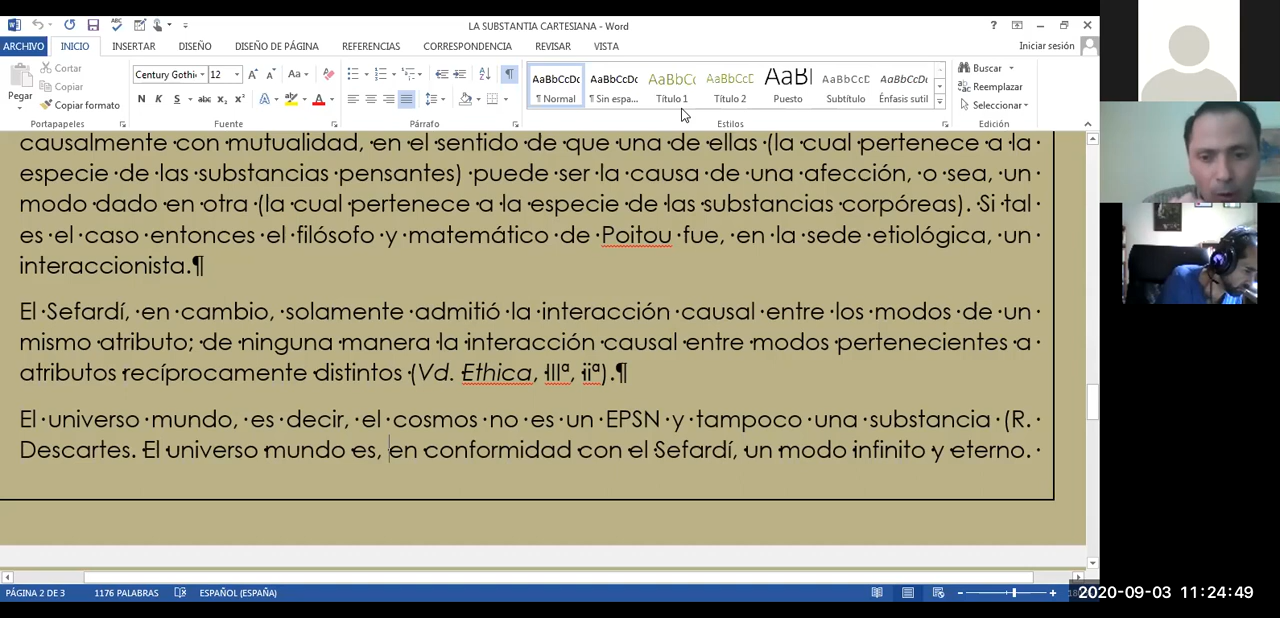 LA SUBSTANTIA CARTESIANA - Word
ARCHIVO INICIO INSERTAR DISEÑO DISEÑO DE PÁGINA REFERENCIAS CORRESPONDENCIA REVISAR VISTA Iniciar sesión
Pegar
Cortar
Copiar
Copiar formato
Portapapeles
Century Gothi 12
N K S abc x₂ x²
Fuente
Párrafo
AaBbCcDc AaBbCcDc AaBbC AaBbCcE AaBl AaBbCcD AaBbCcD
¶ Normal ¶ Sin espa... Título 1 Título 2 Puesto Subtítulo Énfasis sutil
Estilos
Buscar
Reemplazar
Seleccionar
Edición
causalmente con mutualidad, en el sentido de que una de ellas (la cual pertenece a la
especie de las substancias pensantes) puede ser la causa de una afección, o sea, un
modo dado en otra (la cual pertenece a la especie de las substancias corpóreas). Si tal
es el caso entonces el filósofo y matemático de Poitou fue, en la sede etiológica, un
interaccionista.¶
El Sefardí, en cambio, solamente admitió la interacción causal entre los modos de un
mismo atributo; de ninguna manera la interacción causal entre modos pertenecientes a
atributos recíprocamente distintos (Vd. Ethica, IIIª, iiª).¶
El universo mundo, es decir, el cosmos no es un EPSN y tampoco una substancia (R.
Descartes. El universo mundo es, en conformidad con el Sefardí, un modo infinito y eterno.
PÁGINA 2 DE 3 1176 PALABRAS ESPAÑOL (ESPAÑA)
2020-09-03 11:24:49